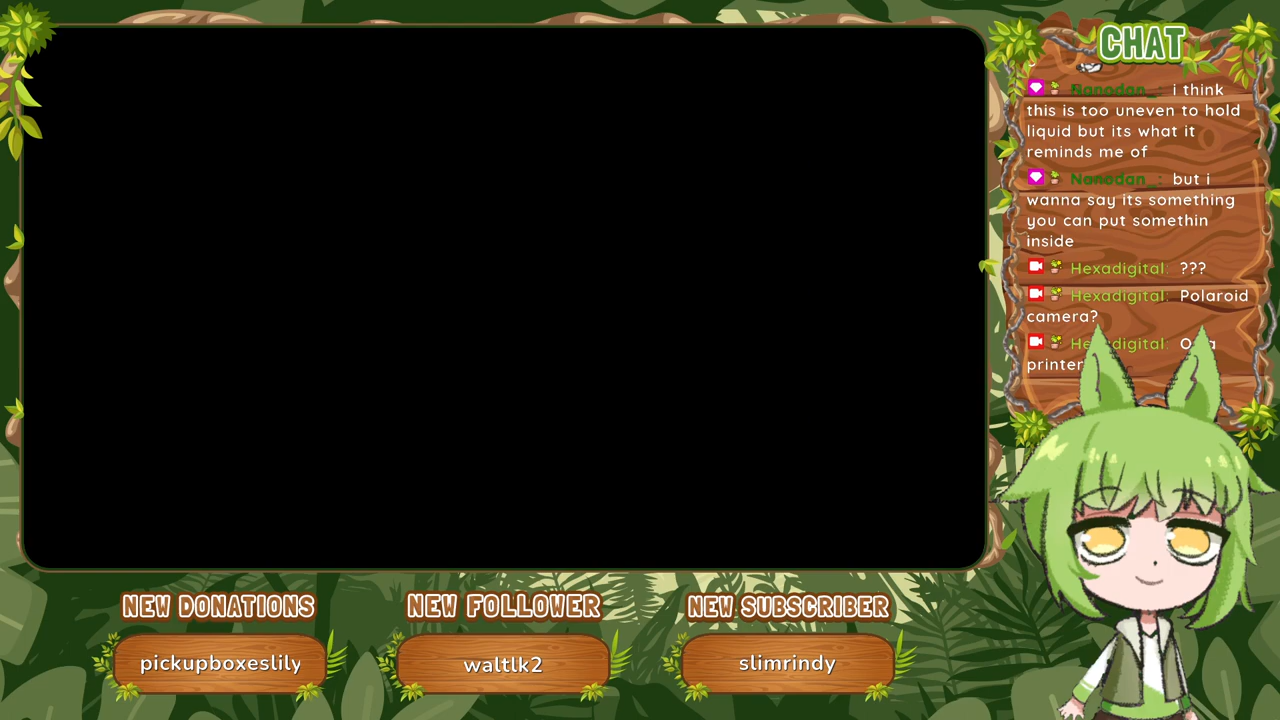 CHAT
Nanodan_: i think
this is too uneven to hold
liquid but its what it
reminds me of
Nanodan_: but i
wanna say its something
you can put somethin
inside
Hexadigital: ???
Hexadigital: Polaroid
camera?
Hexadigital:
printer
NEW DONATIONS
pickupboxeslily
NEW FOLLOWER
waltlk2
NEW SUBSCRIBER
slimrindy